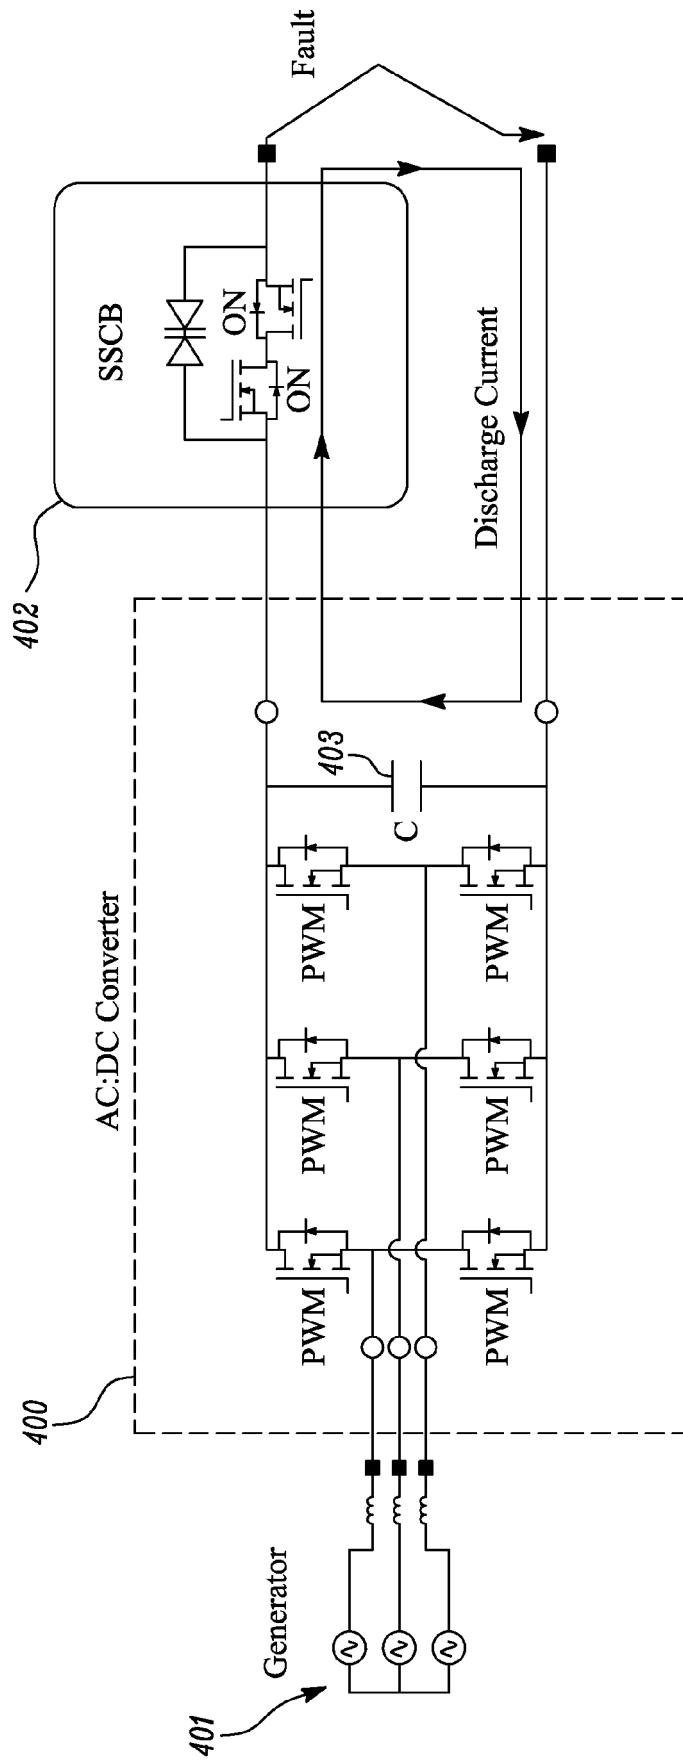 401
Generator
400
AC:DC Converter
PWM
PWM
PWM
PWM
PWM
PWM
C
403
402
SSCB
ON
ON
Discharge Current
Fault